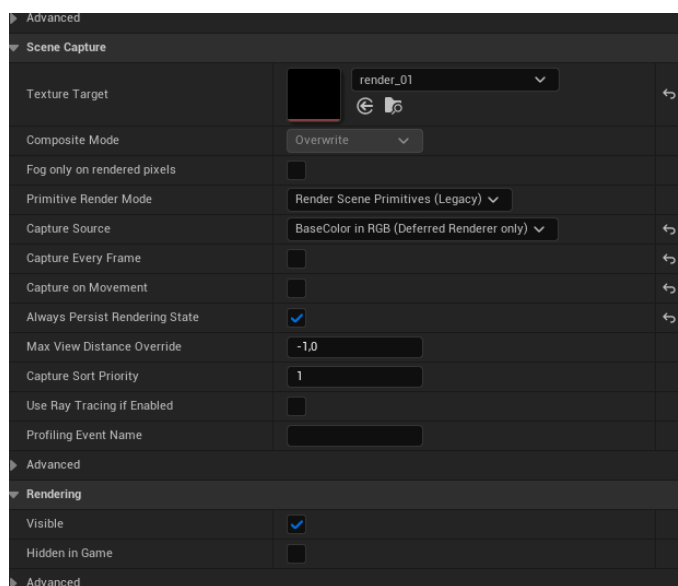 Advanced
Scene Capture
Texture Target
render_01
Composite Mode
Overwrite
Fog only on rendered pixels
Primitive Render Mode
Render Scene Primitives (Legacy)
Capture Source
BaseColor in RGB (Deferred Renderer only)
Capture Every Frame
Capture on Movement
Always Persist Rendering State
Max View Distance Override
-1,0
Capture Sort Priority
1
Use Ray Tracing if Enabled
Profiling Event Name
Advanced
Rendering
Visible
Hidden in Game
Advanced